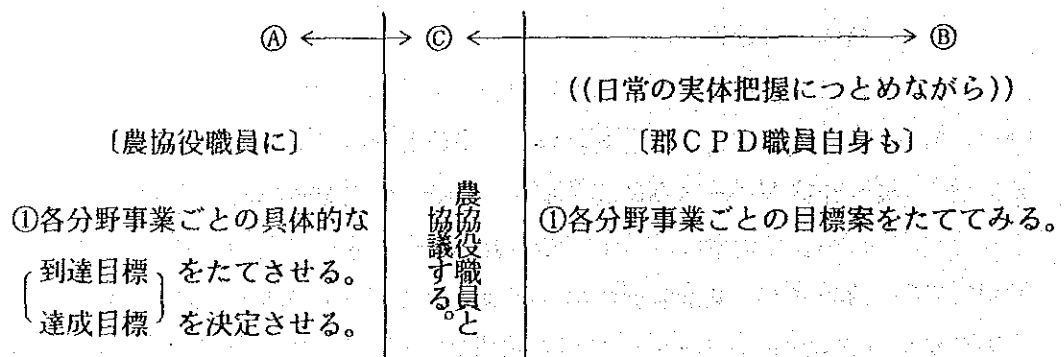 Ⓐ ←→ Ⓒ ←→ Ⓑ
((日常の実体把握につとめながら))
〔農協役職員に〕
〔郡CPD職員自身も〕
①各分野事業ごとの具体的な
到達目標 をたてさせる。
達成目標 を決定させる。
農協役職員と
協議する。
①各分野事業ごとの目標案をたててみる。